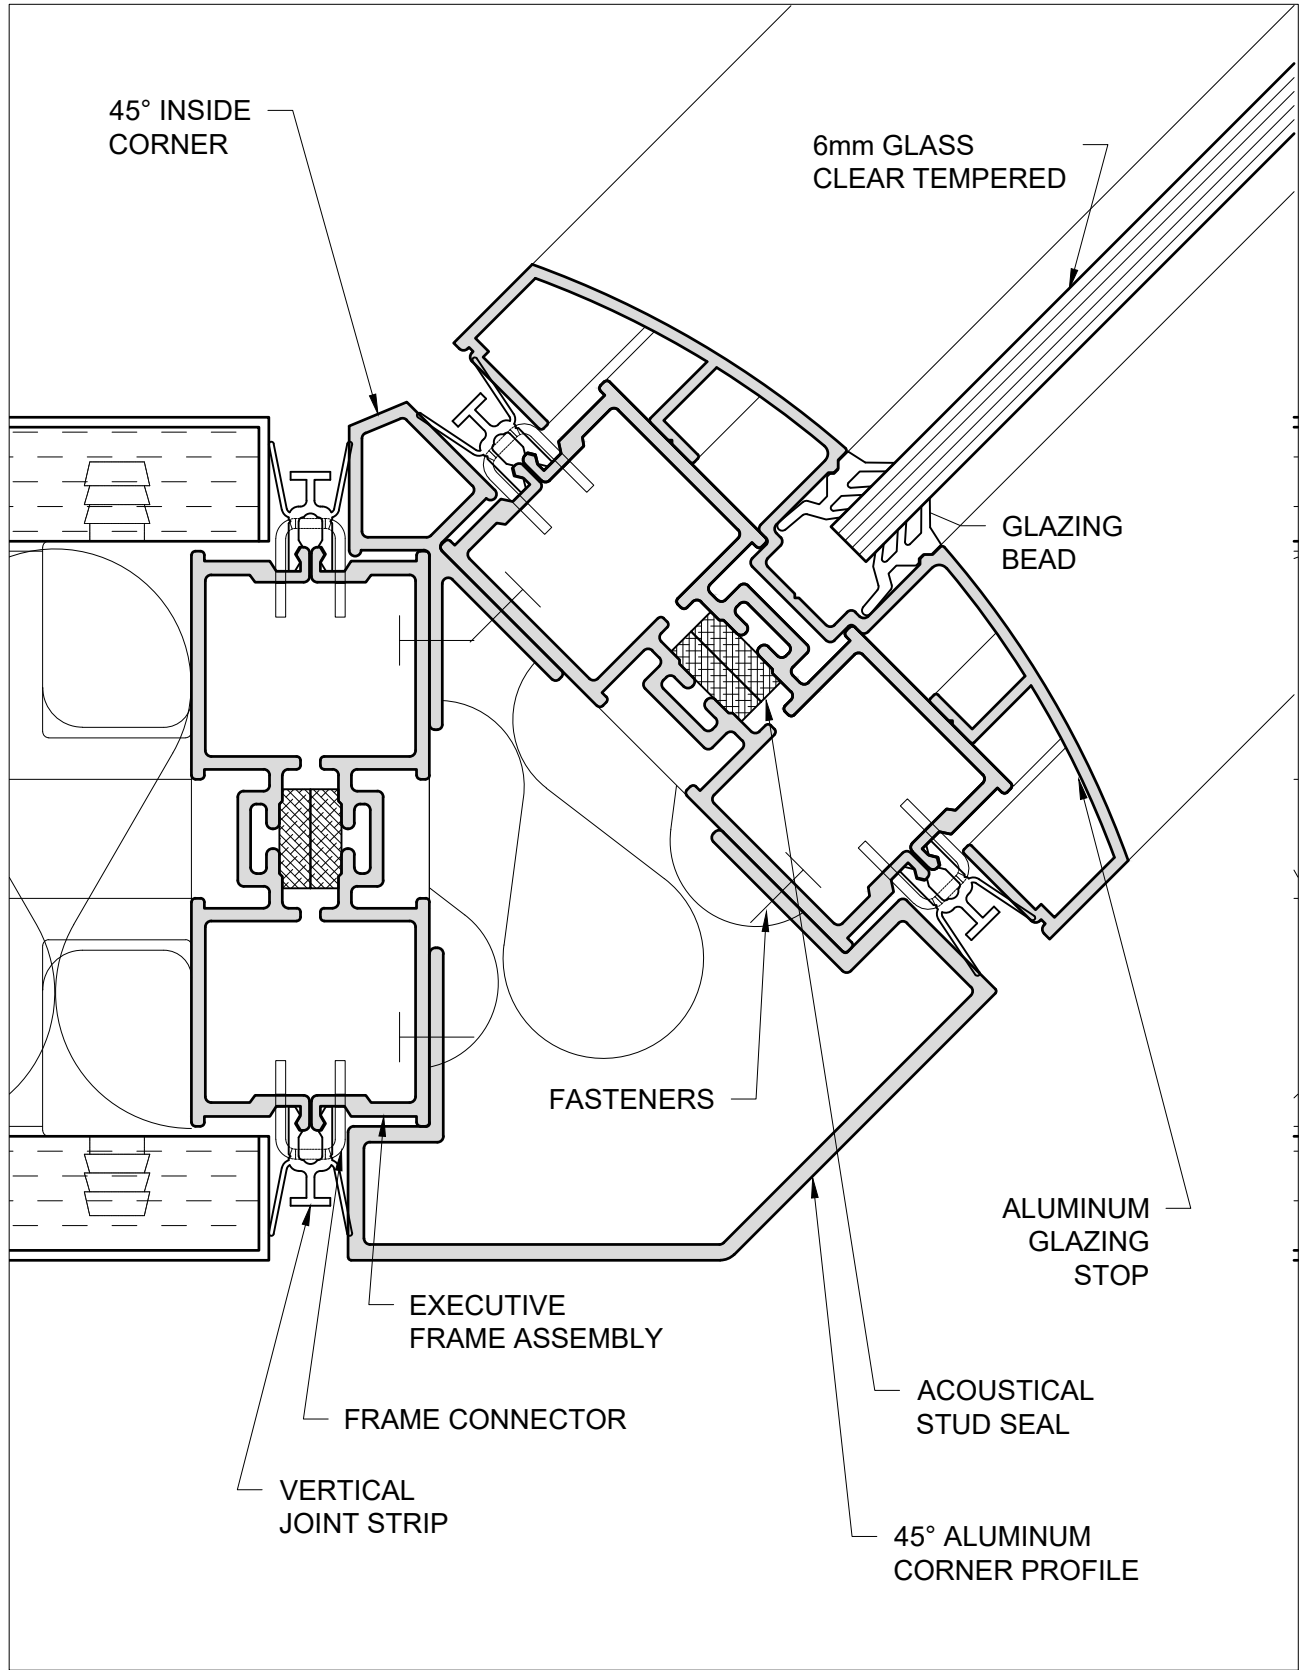 45° INSIDE
CORNER
6mm GLASS
CLEAR TEMPERED
GLAZING
BEAD
FASTENERS
ALUMINUM
GLAZING
STOP
EXECUTIVE
FRAME ASSEMBLY
ACOUSTICAL
STUD SEAL
FRAME CONNECTOR
VERTICAL
JOINT STRIP
45° ALUMINUM
CORNER PROFILE